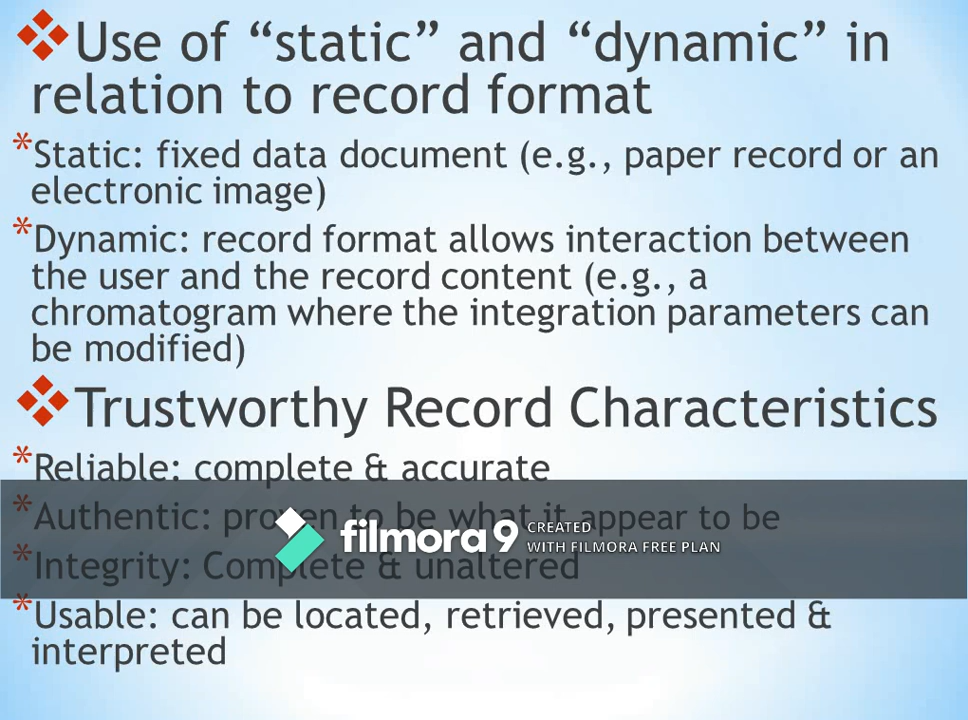 ❖Use of “static” and “dynamic” in
relation to record format
*Static: fixed data document (e.g., paper record or an
electronic image)
*Dynamic: record format allows interaction between
the user and the record content (e.g., a
chromatogram where the integration parameters can
be modified)
❖Trustworthy Record Characteristics
*Reliable: complete & accurate
*Authentic: proven to be what it appear to be
filmora9 CREATED
WITH FILMORA FREE PLAN
*Integrity: Complete & unaltered
*Usable: can be located, retrieved, presented &
interpreted